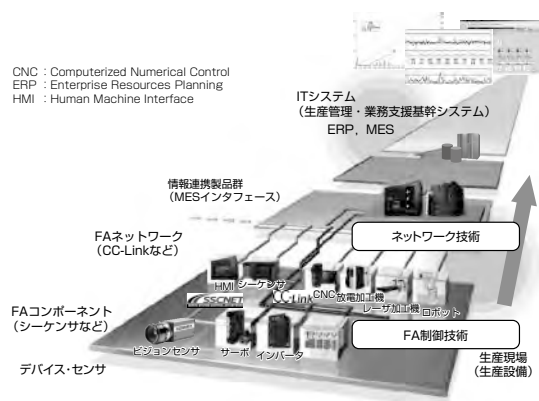 CNC : Computerized Numerical Control
ERP : Enterprise Resources Planning
HMI : Human Machine Interface
ITシステム
（生産管理・業務支援基幹システム）
ERP，MES
情報連携製品群
（MESインタフェース）
ネットワーク技術
FAネットワーク
（CC-Linkなど）
HMI
シーケンサ
SSCNET
CC-Link
CNC
放電加工機
レーザ加工機
ロボット
FAコンポーネント
（シーケンサなど）
ビジョンセンサ
サーボ
インバータ
FA制御技術
デバイス・センサ
生産現場
（生産設備）